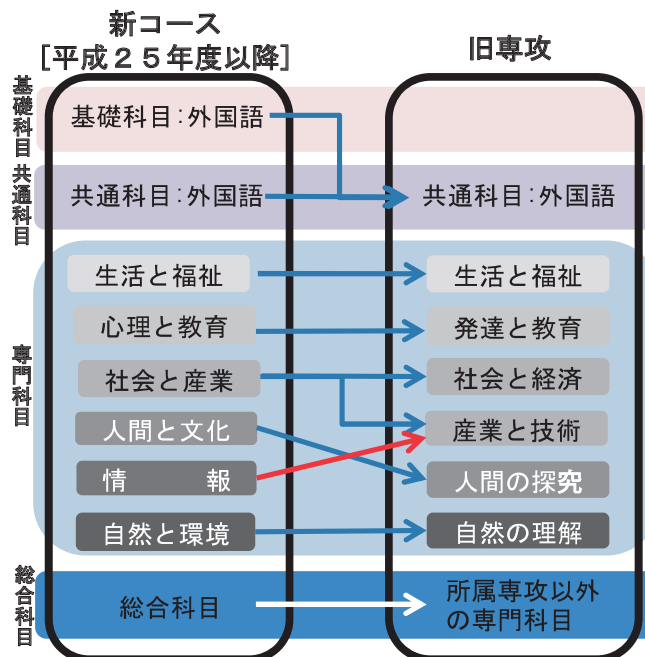 新コース
[平成２５年度以降]
旧専攻
基礎科目
基礎科目：外国語
共通科目
共通科目：外国語
共通科目：外国語
専門科目
生活と福祉
生活と福祉
心理と教育
発達と教育
社会と産業
社会と経済
人間と文化
産業と技術
情報
人間の探究
自然と環境
自然の理解
総合科目
総合科目
所属専攻以外
の専門科目